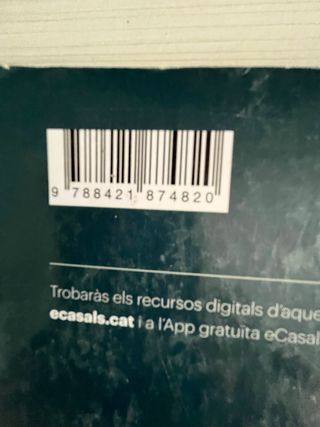 9 788421 874820
Trobaràs els recursos digitals d'aque
ecasals.cat i a l'App gratuïta eCasal